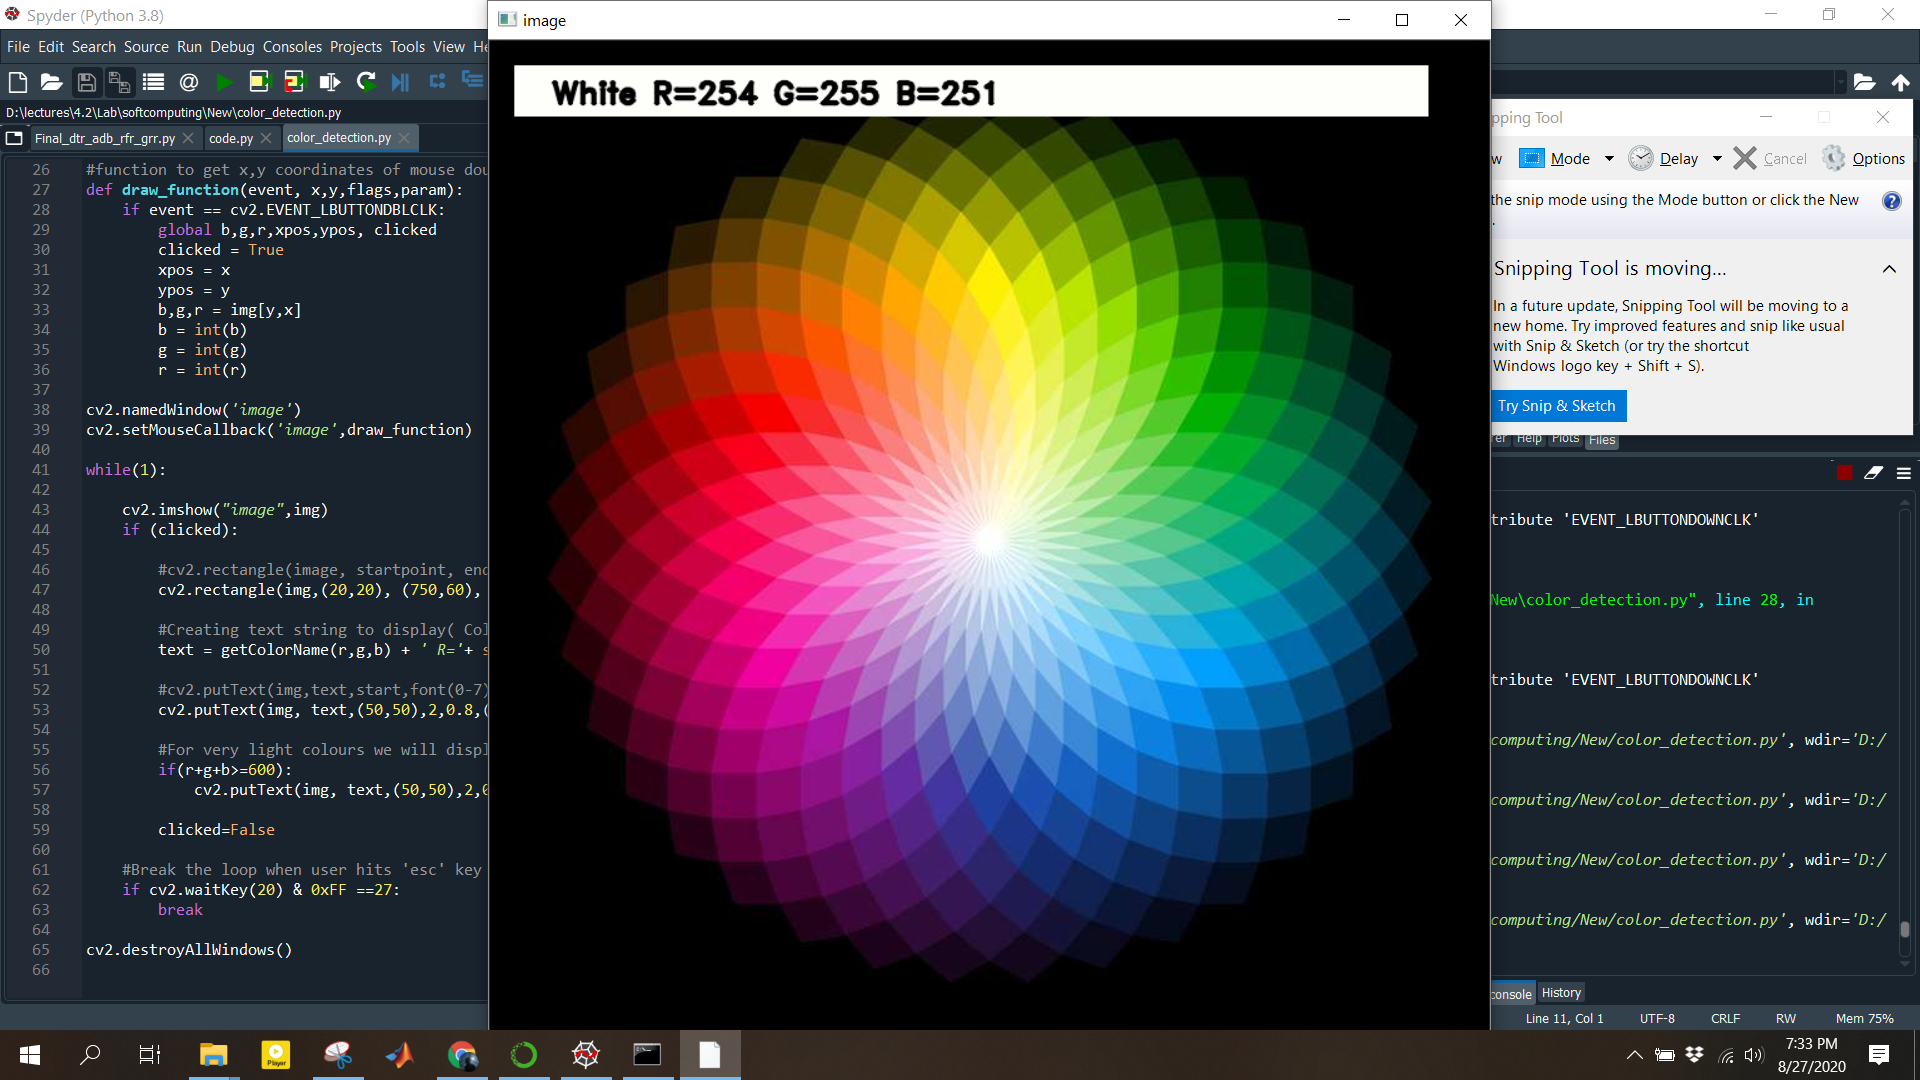 Spyder (Python 3.8)
File Edit Search Source Run Debug Consoles Projects Tools View He
D:\lectures\4.2\Lab\softcomputing\New\color_detection.py
Final_dtr_adb_rfr_grr.py code.py color_detection.py
26 #function to get x,y coordinates of mouse dou
27 def draw_function(event, x,y,flags,param):
28 if event == cv2.EVENT_LBUTTONDBLCLK:
29 global b,g,r,xpos,ypos, clicked
30 clicked = True
31 xpos = x
32 ypos = y
33 b,g,r = img[y,x]
34 b = int(b)
35 g = int(g)
36 r = int(r)
37
38 cv2.namedWindow('image')
39 cv2.setMouseCallback('image',draw_function)
40
41 while(1):
42
43 cv2.imshow("image",img)
44 if (clicked):
45
46 #cv2.rectangle(image, startpoint, end
47 cv2.rectangle(img,(20,20), (750,60),
48
49 #Creating text string to display( Col
50 text = getColorName(r,g,b) + ' R='+ s
51
52 #cv2.putText(img,text,start,font(0-7)
53 cv2.putText(img, text,(50,50),2,0.8,(
54
55 #For very light colours we will displ
56 if(r+g+b>=600):
57 cv2.putText(img, text,(50,50),2,0
58
59 clicked=False
60
61 #Break the loop when user hits 'esc' key
62 if cv2.waitKey(20) & 0xFF ==27:
63 break
64
65 cv2.destroyAllWindows()
66
image
White R=254 G=255 B=251
pping Tool
w Mode Delay Cancel Options
the snip mode using the Mode button or click the New
.
Snipping Tool is moving...
In a future update, Snipping Tool will be moving to a
new home. Try improved features and snip like usual
with Snip & Sketch (or try the shortcut
Windows logo key + Shift + S).
Try Snip & Sketch
rer Help Plots Files
tribute 'EVENT_LBUTTONDOWNCLK'
New\color_detection.py", line 28, in
tribute 'EVENT_LBUTTONDOWNCLK'
computing/New/color_detection.py', wdir='D:/
computing/New/color_detection.py', wdir='D:/
computing/New/color_detection.py', wdir='D:/
computing/New/color_detection.py', wdir='D:/
console History
Line 11, Col 1 UTF-8 CRLF RW Mem 75%
Player
7:33 PM
8/27/2020